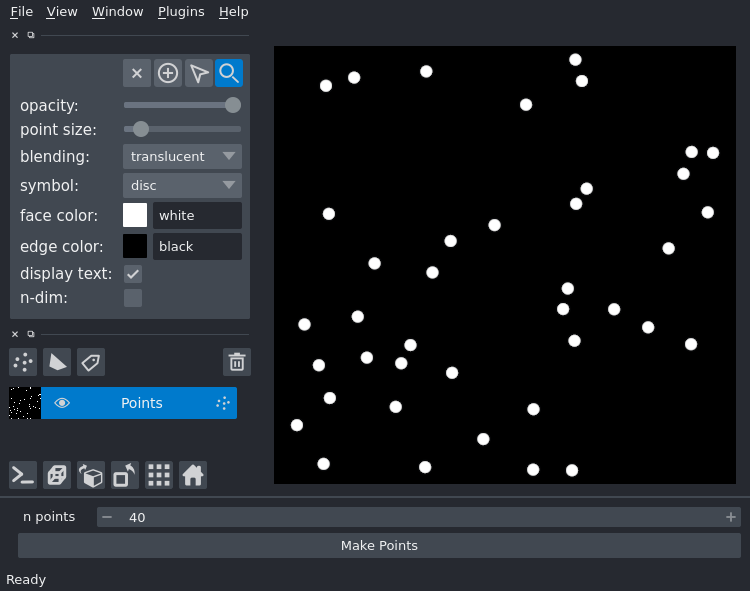 File View Window Plugins Help
opacity:
point size:
blending: translucent
symbol: disc
face color: white
edge color: black
display text:
n-dim:
Points
n points 40
Make Points
Ready